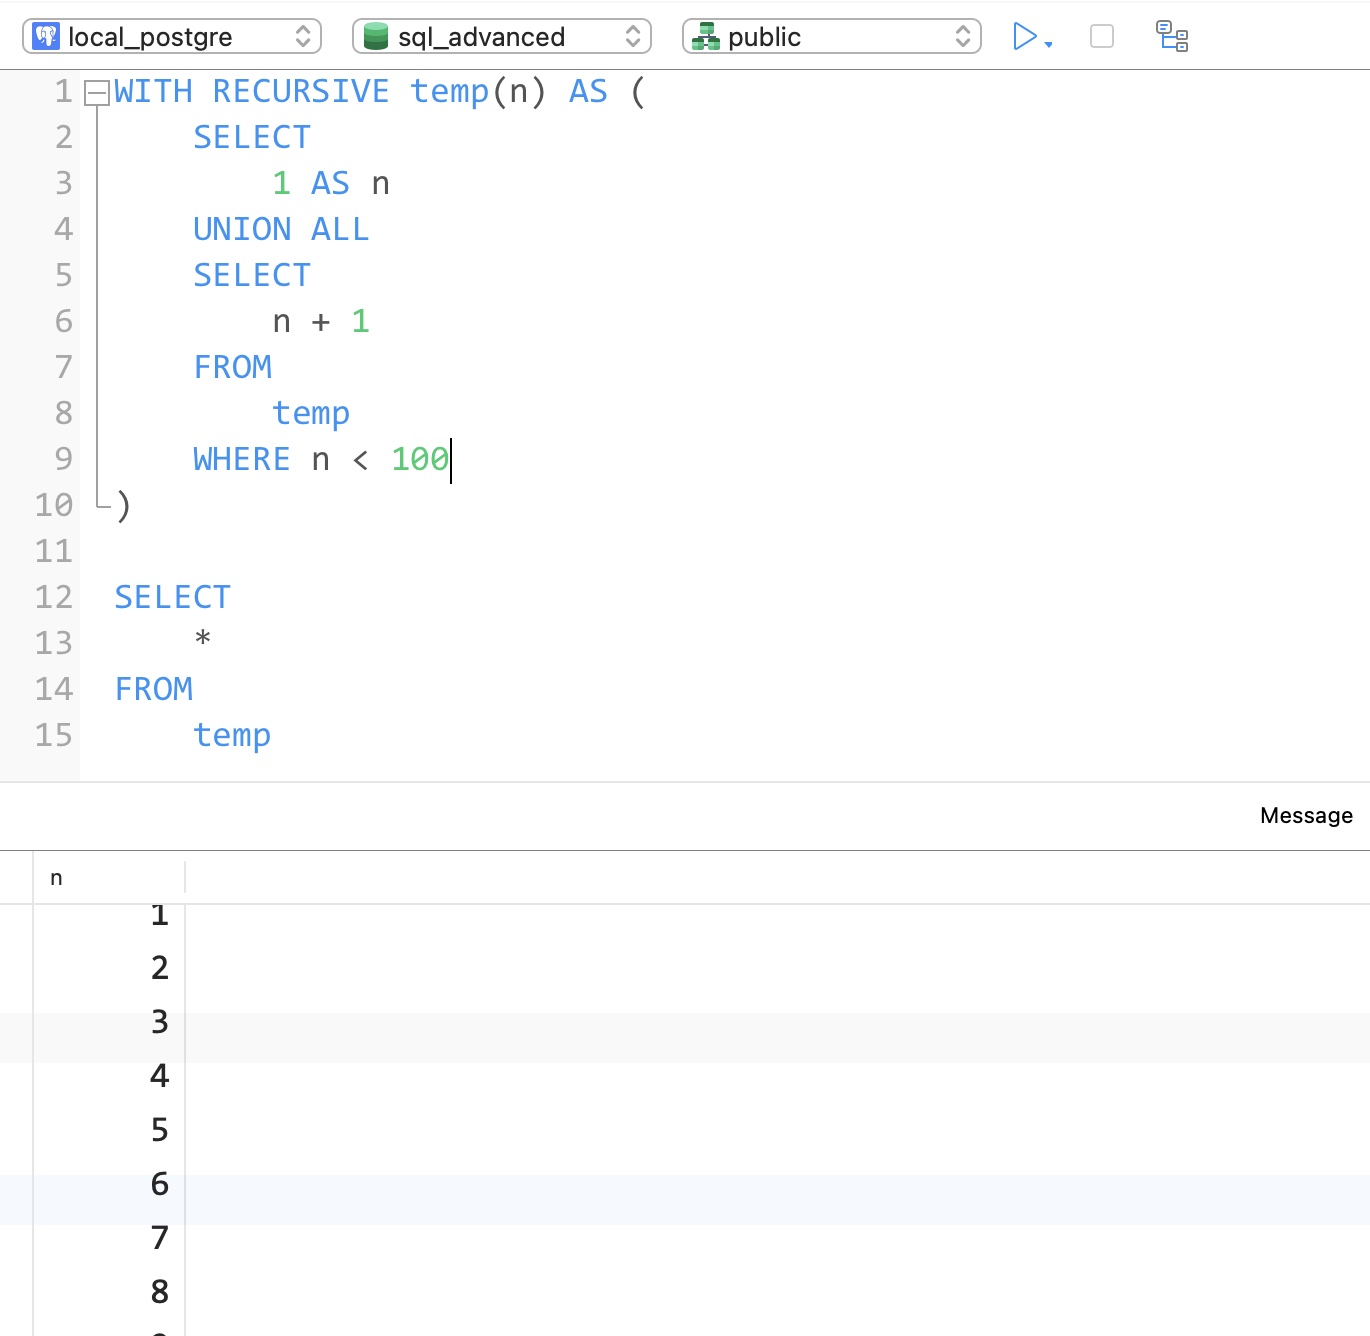 local_postgre sql_advanced public
1 WITH RECURSIVE temp(n) AS (
2 SELECT
3 1 AS n
4 UNION ALL
5 SELECT
6 n + 1
7 FROM
8 temp
9 WHERE n < 100
10 )
11
12 SELECT
13 *
14 FROM
15 temp
Message
n
1
2
3
4
5
6
7
8